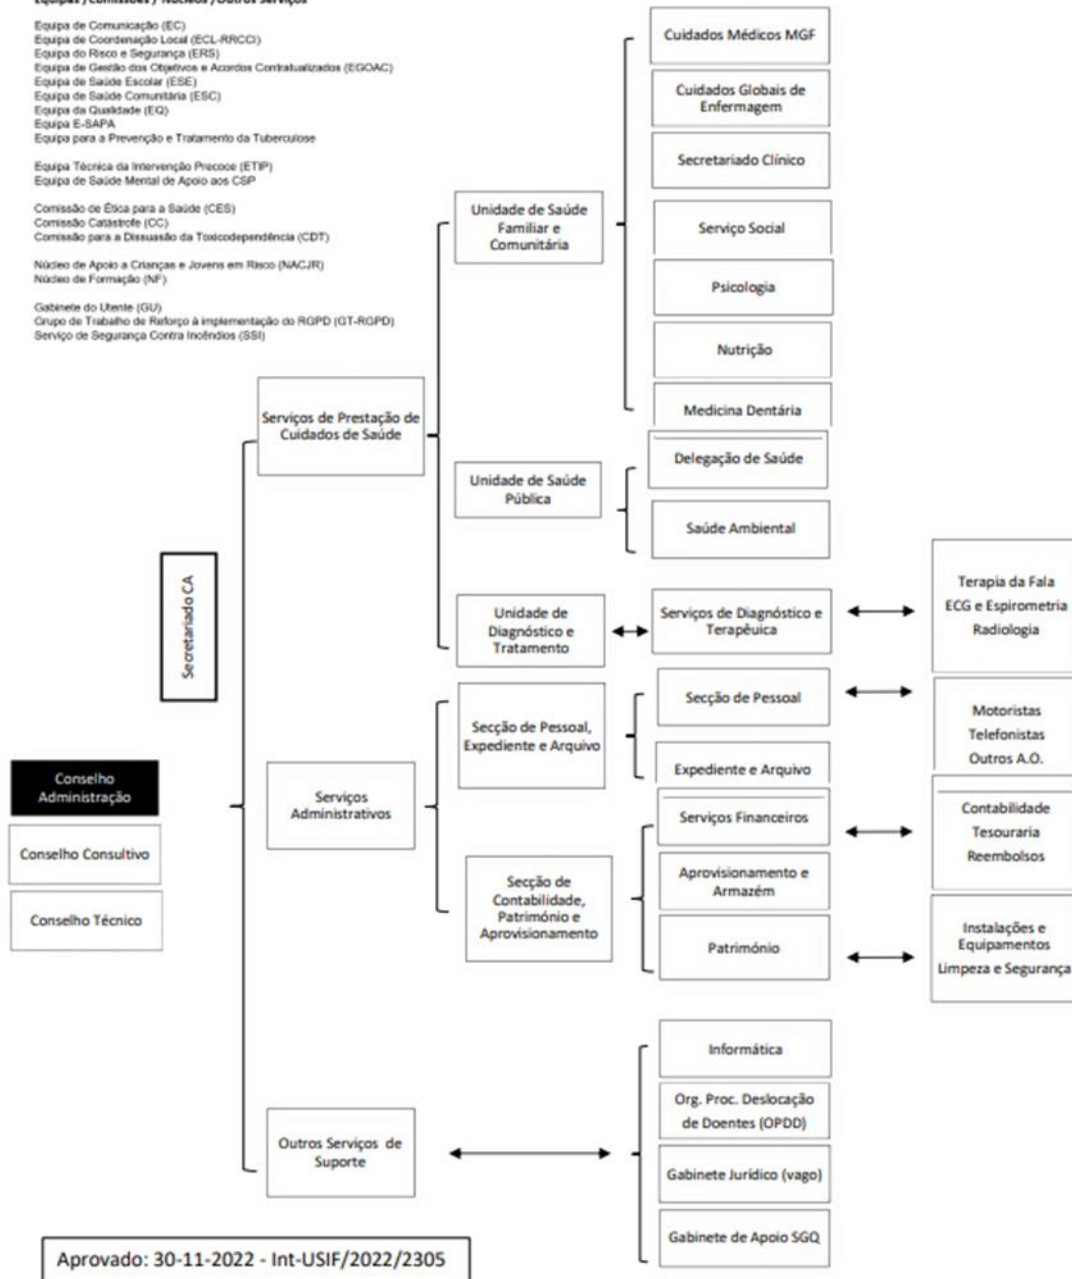 Equipas /Comissões / Núcleos /Outros Serviços
Equipa de Comunicação (EC)
Equipa de Coordenação Local (ECL-RRCCI)
Equipa do Risco e Segurança (ERS)
Equipa de Gestão dos Objetivos e Acordos Contratualizados (EGOAC)
Equipa de Saúde Escolar (ESE)
Equipa de Saúde Comunitária (ESC)
Equipa da Qualidade (EQ)
Equipa E-SAPA
Equipa para a Prevenção e Tratamento da Tuberculose
Equipa Técnica da Intervenção Precoce (ETIP)
Equipa de Saúde Mental de Apoio aos CSP
Comissão de Ética para a Saúde (CES)
Comissão Catástrofe (CC)
Comissão para a Dissuasão da Toxicodependência (CDT)
Núcleo de Apoio a Crianças e Jovens em Risco (NACJR)
Núcleo de Formação (NF)
Gabinete do Utente (GU)
Grupo de Trabalho de Reforço à implementação do RGPD (GT-RGPD)
Serviço de Segurança Contra Incêndios (SSI)
Conselho
Administração
Conselho Consultivo
Conselho Técnico
Secretariado CA
Serviços de Prestação de
Cuidados de Saúde
Unidade de Saúde
Familiar e
Comunitária
Cuidados Médicos MGF
Cuidados Globais de
Enfermagem
Secretariado Clínico
Serviço Social
Psicologia
Nutrição
Medicina Dentária
Unidade de Saúde
Pública
Delegação de Saúde
Saúde Ambiental
Unidade de
Diagnóstico e
Tratamento
Serviços de Diagnóstico e
Terapêuica
Terapia da Fala
ECG e Espirometria
Radiologia
Serviços
Administrativos
Secção de Pessoal,
Expediente e Arquivo
Secção de Pessoal
Motoristas
Telefonistas
Outros A.O.
Expediente e Arquivo
Secção de
Contabilidade,
Património e
Aprovisionamento
Serviços Financeiros
Contabilidade
Tesouraria
Reembolsos
Aprovisionamento e
Armazém
Património
Instalações e
Equipamentos
Limpeza e Segurança
Outros Serviços de
Suporte
Informática
Org. Proc. Deslocação
de Doentes (OPDD)
Gabinete Jurídico (vago)
Gabinete de Apoio SGQ
Aprovado: 30-11-2022 - Int-USIF/2022/2305